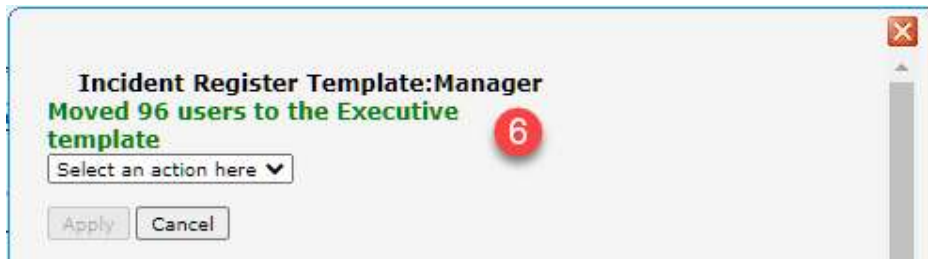 Incident Register Template:Manager
Moved 96 users to the Executive
template
6
Select an action here
Apply Cancel